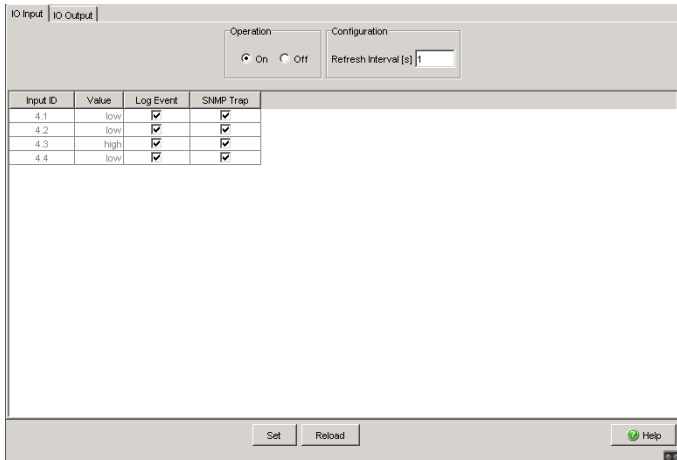 IO Input IO Output
Operation
On Off
Configuration
Refresh Interval [s] 1
Input ID Value Log Event SNMP Trap
4.1 low
4.2 low
4.3 high
4.4 low
Set Reload Help